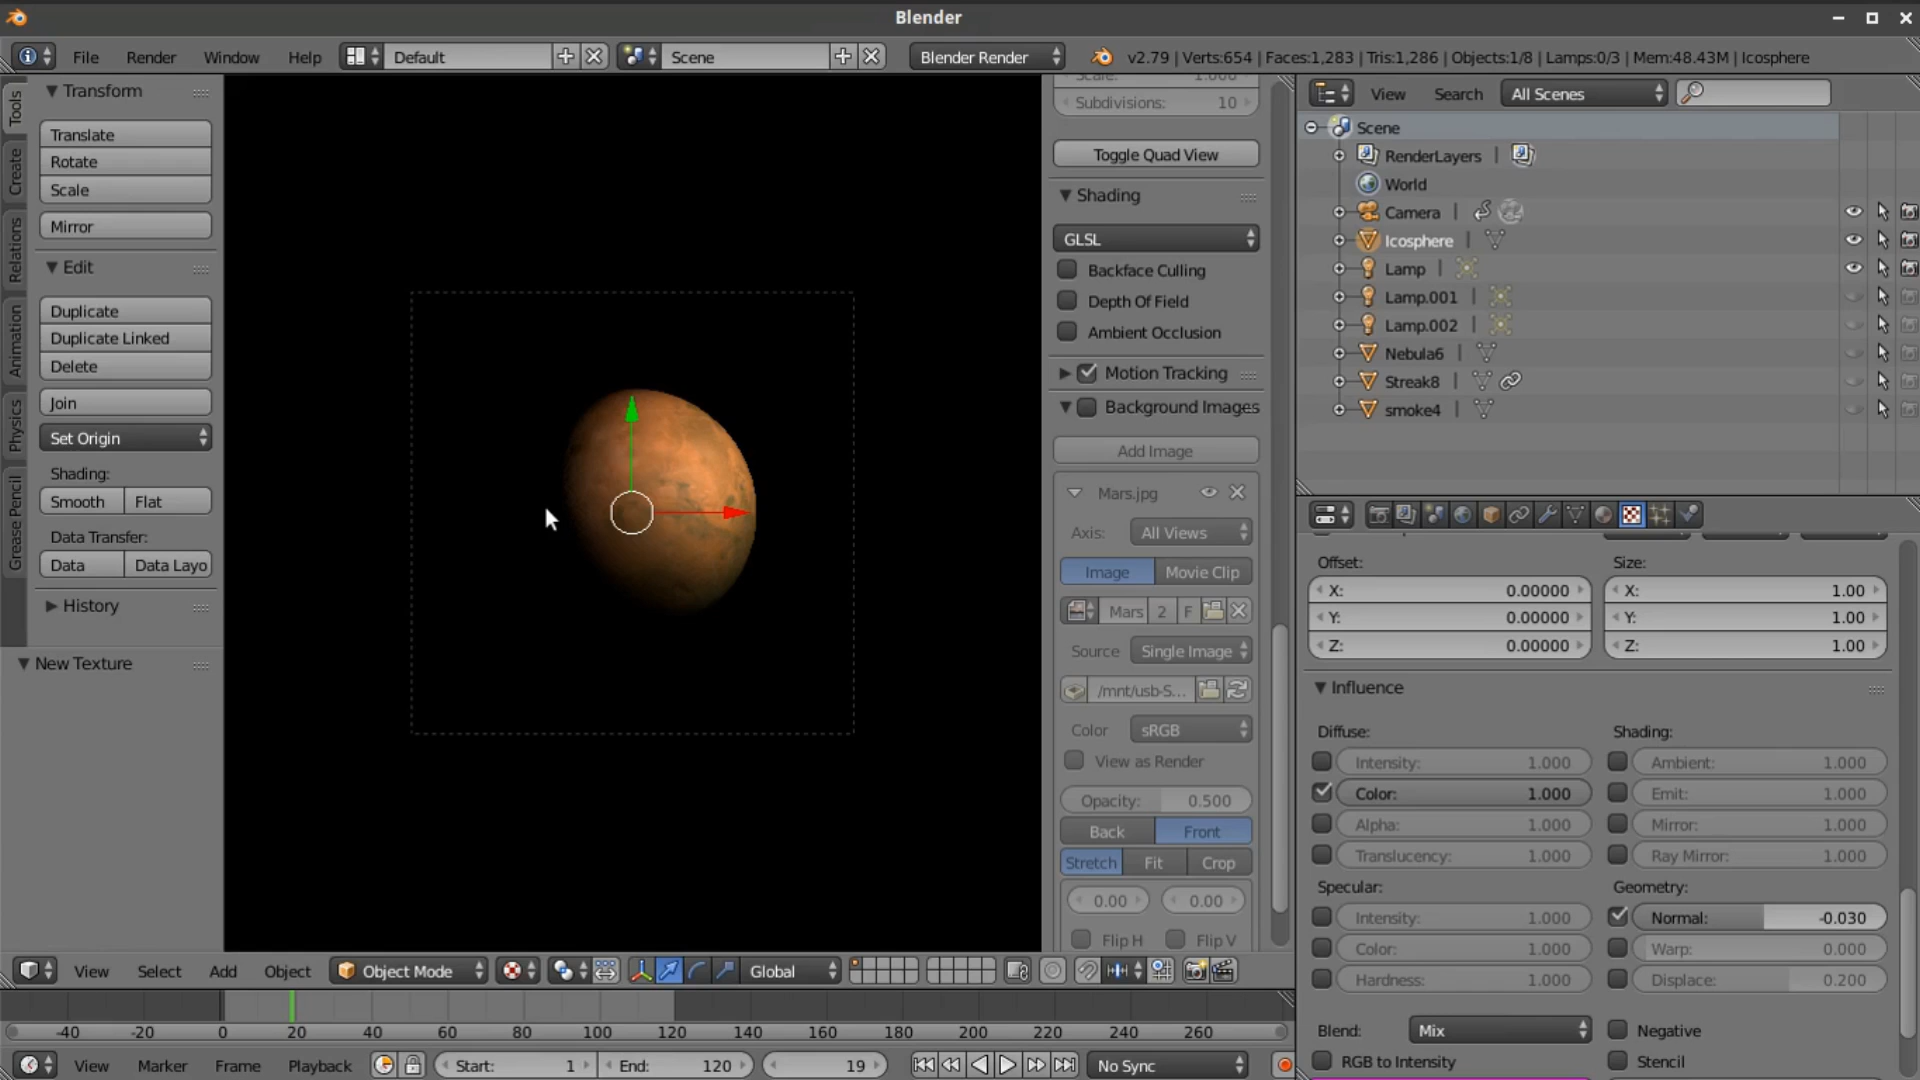 Blender
File Render Window Help Default Scene Blender Render v2.79 | Verts:654 | Faces:1,283 | Tris:1,286 | Objects:1/8 | Lamps:0/3 | Mem:48.43M | Icosphere
Tools
Create
Relations
Animation
Physics
Grease Pencil
Transform
Translate
Rotate
Scale
Mirror
Edit
Duplicate
Duplicate Linked
Delete
Join
Set Origin
Shading:
Smooth Flat
Data Transfer:
Data Data Layo
History
New Texture
Scale: 1.000
Subdivisions: 10
Toggle Quad View
Shading
GLSL
Backface Culling
Depth Of Field
Ambient Occlusion
Motion Tracking
Background Images
Add Image
Mars.jpg
Axis: All Views
Image Movie Clip
Mars 2 F
Source Single Image
/mnt/usb-S...
Color sRGB
View as Render
Opacity: 0.500
Back Front
Stretch Fit Crop
0.00 0.00
Flip H Flip V
View Search All Scenes
Scene
RenderLayers |
World
Camera |
Icosphere |
Lamp |
Lamp.001 |
Lamp.002 |
Nebula6 |
Streak8 |
smoke4 |
Offset: Size:
X: 0.00000 X: 1.00
Y: 0.00000 Y: 1.00
Z: 0.00000 Z: 1.00
Influence
Diffuse: Shading:
Intensity: 1.000 Ambient: 1.000
Color: 1.000 Emit: 1.000
Alpha: 1.000 Mirror: 1.000
Translucency: 1.000 Ray Mirror: 1.000
Specular: Geometry:
Intensity: 1.000 Normal: -0.030
Color: 1.000 Warp: 0.000
Hardness: 1.000 Displace: 0.200
Blend: Mix Negative
RGB to Intensity Stencil
View Select Add Object Object Mode Global
-40 -20 0 20 40 60 80 100 120 140 160 180 200 220 240 260
View Marker Frame Playback Start: 1 End: 120 19 No Sync